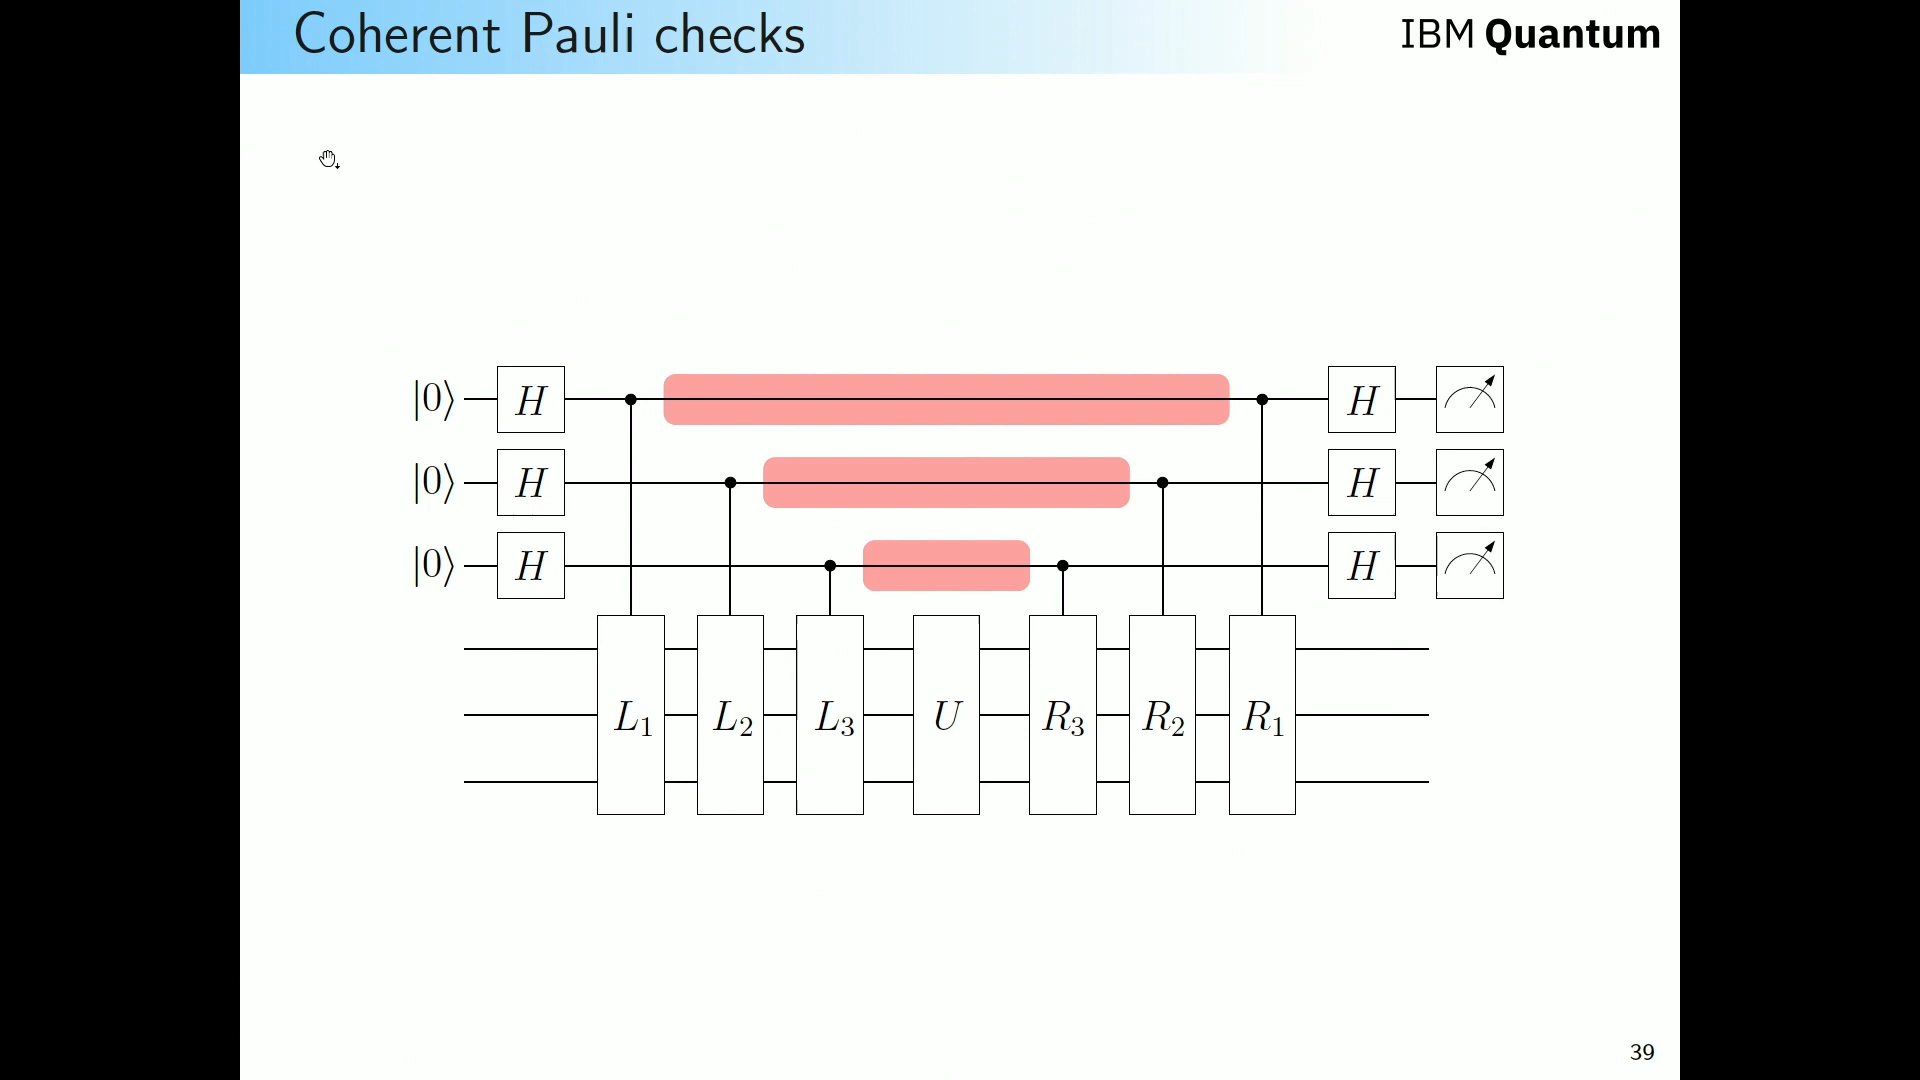 Coherent Pauli checks
IBM Quantum
|0⟩ H H
|0⟩ H H
|0⟩ H H
L₁ L₂ L₃ U R₃ R₂ R₁
39